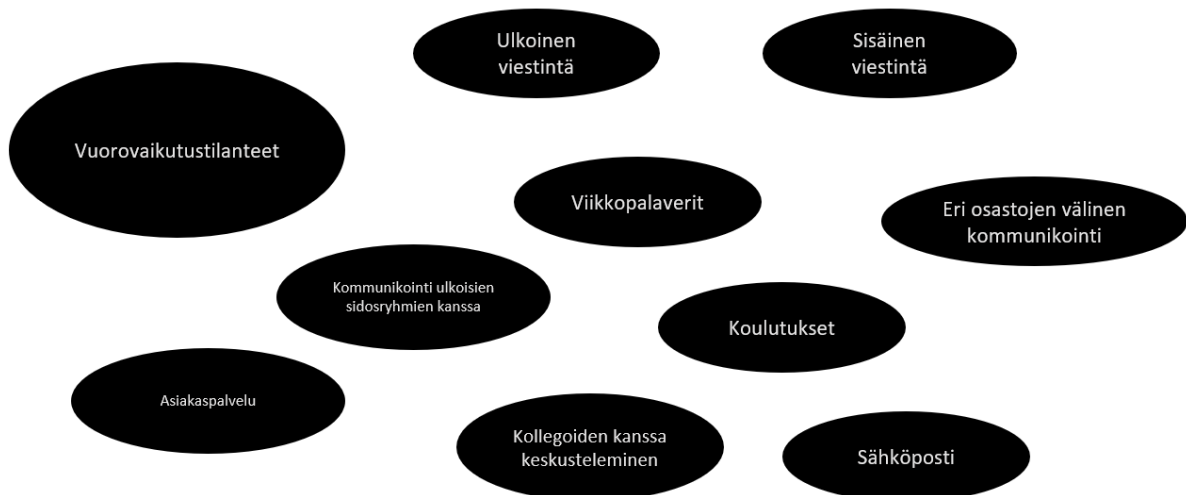 Ulkoinen
viestintä
Sisäinen
viestintä
Vuorovaikutustilanteet
Viikkopalaverit
Eri osastojen välinen
kommunikointi
Kommunikointi ulkoisien
sidosryhmien kanssa
Koulutukset
Asiakaspalvelu
Kollegoiden kanssa
keskusteleminen
Sähköposti